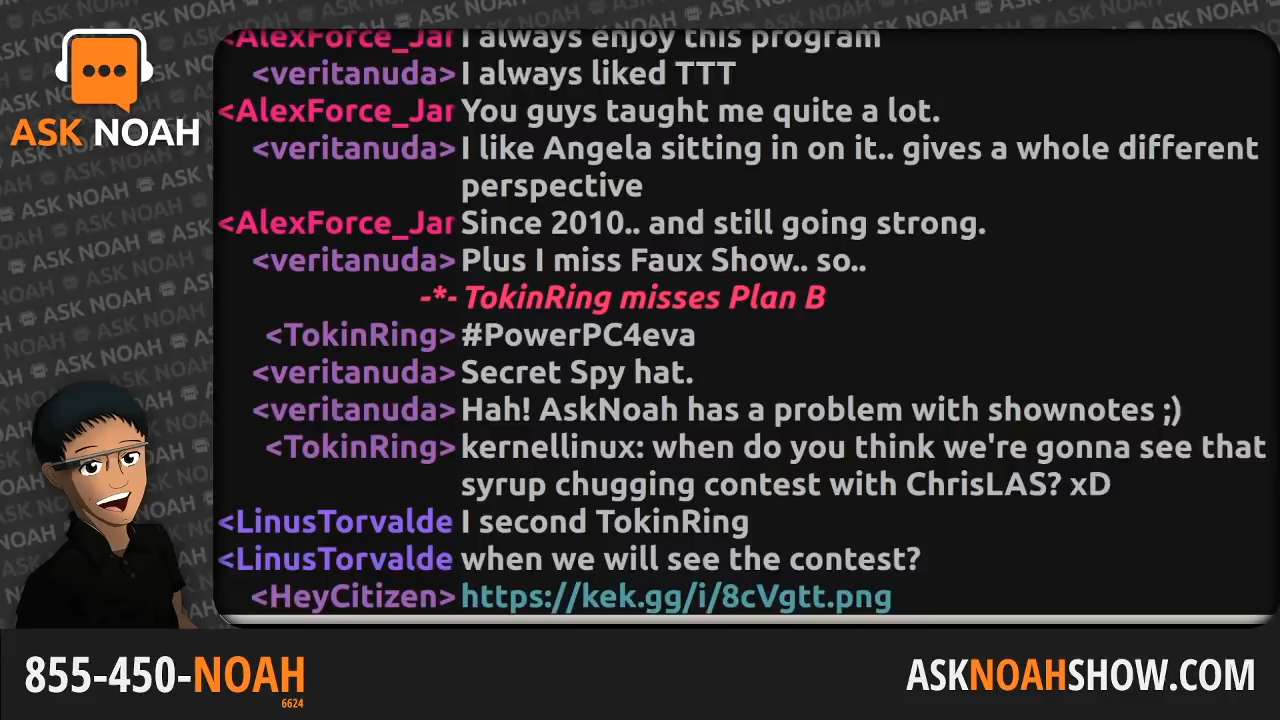 ASK NOAH
<AlexForce_Jar I always enjoy this program
<veritanuda> I always liked TTT
<AlexForce_Jar You guys taught me quite a lot.
<veritanuda> I like Angela sitting in on it.. gives a whole different
perspective
<AlexForce_Jar Since 2010.. and still going strong.
<veritanuda> Plus I miss Faux Show.. so..
-*- TokinRing misses Plan B
<TokinRing> #PowerPC4eva
<veritanuda> Secret Spy hat.
<veritanuda> Hah! AskNoah has a problem with shownotes ;)
<TokinRing> kernellinux: when do you think we're gonna see that
syrup chugging contest with ChrisLAS? xD
<LinusTorvalde I second TokinRing
<LinusTorvalde when we will see the contest?
<HeyCitizen> https://kek.gg/i/8cVgtt.png
855-450-NOAH
6624
ASKNOAHSHOW.COM